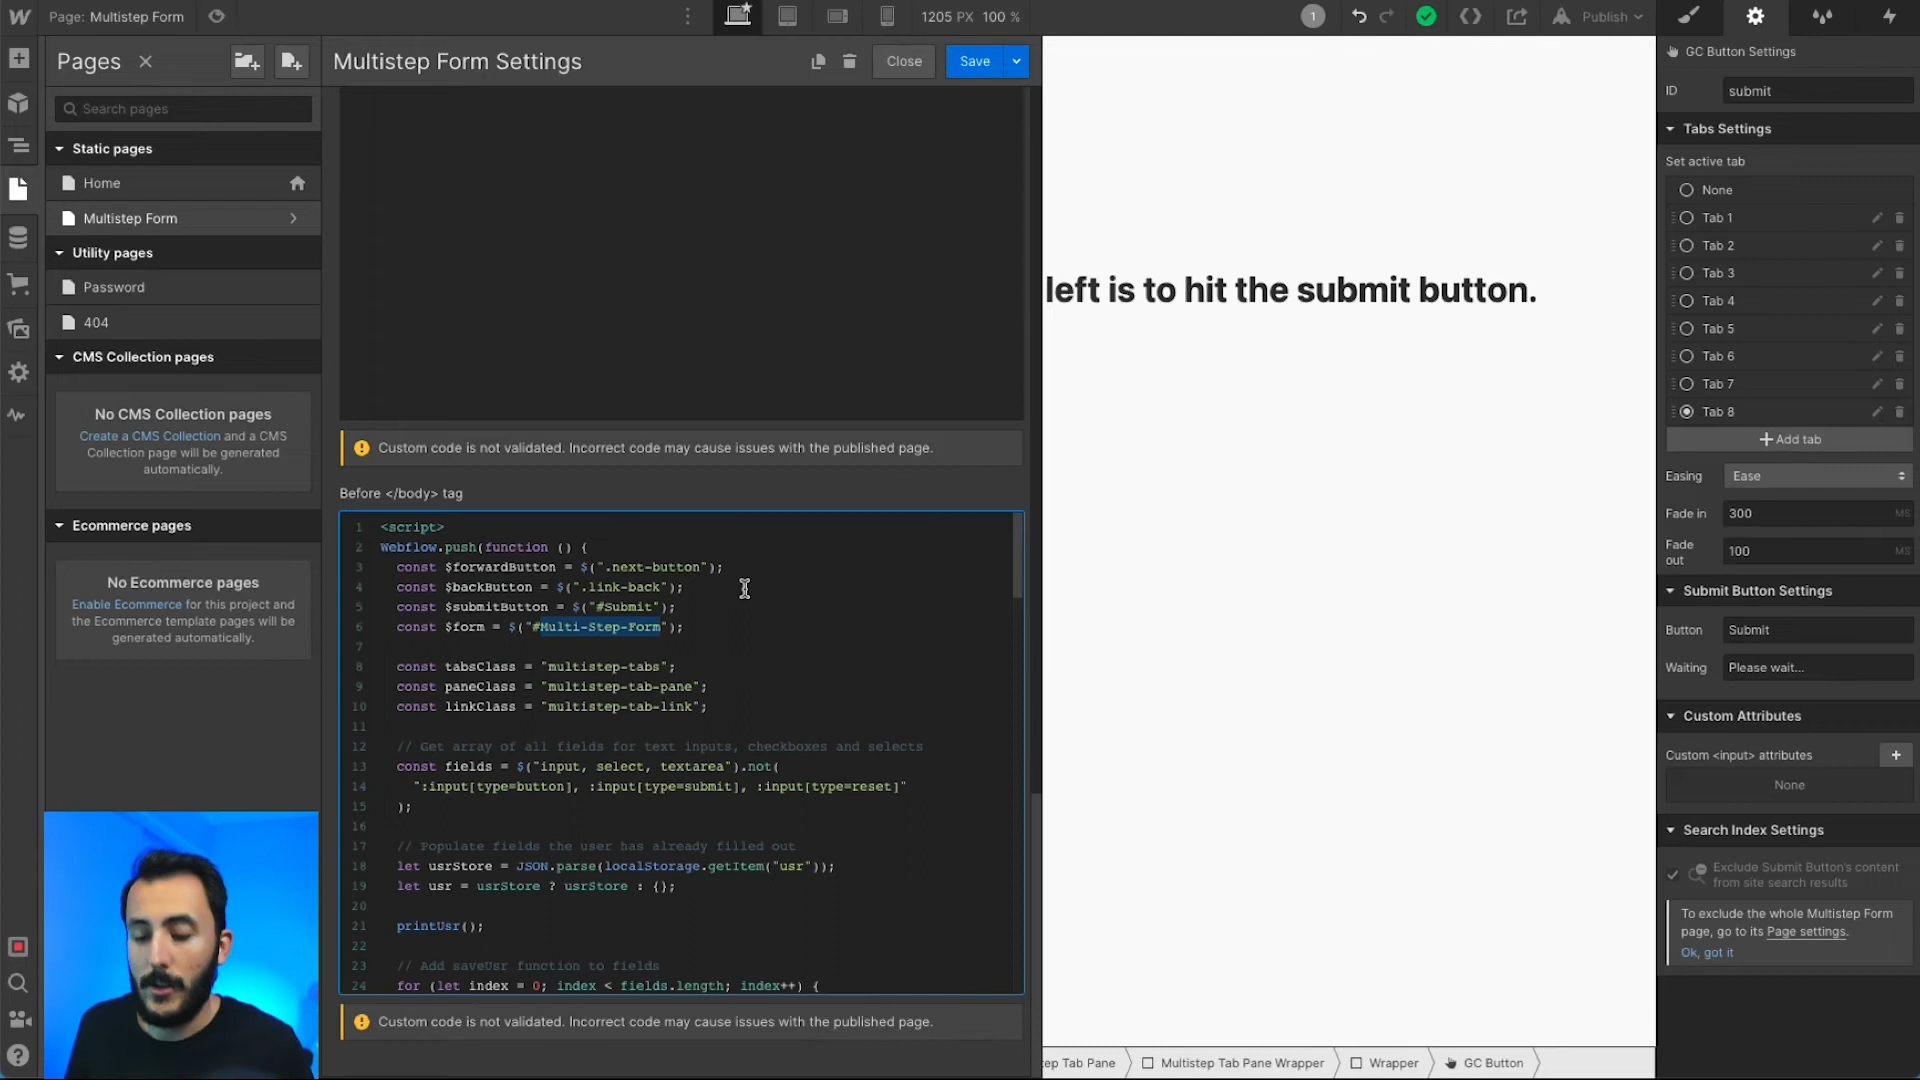 Page: Multistep Form
1205 PX 100 %
1
Publish
Pages
Search pages
Static pages
Home
Multistep Form
Utility pages
Password
404
CMS Collection pages
No CMS Collection pages
Create a CMS Collection and a CMS
Collection page will be generated
automatically.
Ecommerce pages
No Ecommerce pages
Enable Ecommerce for this project and
the Ecommerce template pages will be
generated automatically.
Multistep Form Settings
Close
Save
Custom code is not validated. Incorrect code may cause issues with the published page.
Before </body> tag
1 <script>
2 Webflow.push(function () {
3 const $forwardButton = $(".next-button");
4 const $backButton = $(".link-back");
5 const $submitButton = $("#Submit");
6 const $form = $("#Multi-Step-Form");
7
8 const tabsClass = "multistep-tabs";
9 const paneClass = "multistep-tab-pane";
10 const linkClass = "multistep-tab-link";
11
12 // Get array of all fields for text inputs, checkboxes and selects
13 const fields = $("input, select, textarea").not(
14 ":input[type=button], :input[type=submit], :input[type=reset]"
15 );
16
17 // Populate fields the user has already filled out
18 let usrStore = JSON.parse(localStorage.getItem("usr"));
19 let usr = usrStore ? usrStore : {};
20
21 printUsr();
22
23 // Add saveUsr function to fields
24 for (let index = 0; index < fields.length; index++) {
Custom code is not validated. Incorrect code may cause issues with the published page.
left is to hit the submit button.
tep Tab Pane
Multistep Tab Pane Wrapper
Wrapper
GC Button
GC Button Settings
ID submit
Tabs Settings
Set active tab
None
Tab 1
Tab 2
Tab 3
Tab 4
Tab 5
Tab 6
Tab 7
Tab 8
Add tab
Easing Ease
Fade in 300 MS
Fade
out 100 MS
Submit Button Settings
Button Submit
Waiting Please wait...
Custom Attributes
Custom <input> attributes
None
Search Index Settings
Exclude Submit Button's content
from site search results
To exclude the whole Multistep Form
page, go to its Page settings.
Ok, got it